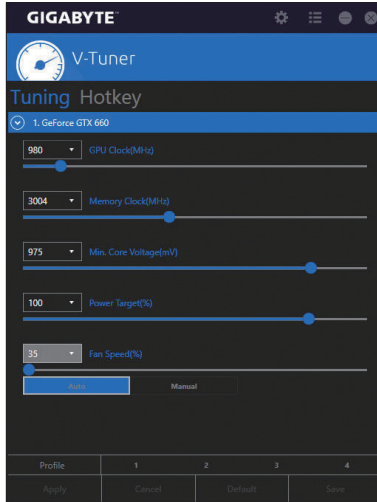 GIGABYTE™
V-Tuner
Tuning Hotkey
1. GeForce GTX 660
980 GPU Clock(MHz)
3004 Memory Clock(MHz)
975 Min. Core Voltage(mV)
100 Power Target(%)
35 Fan Speed(%)
Auto Manual
Profile 1 2 3 4
Apply Cancel Default Save